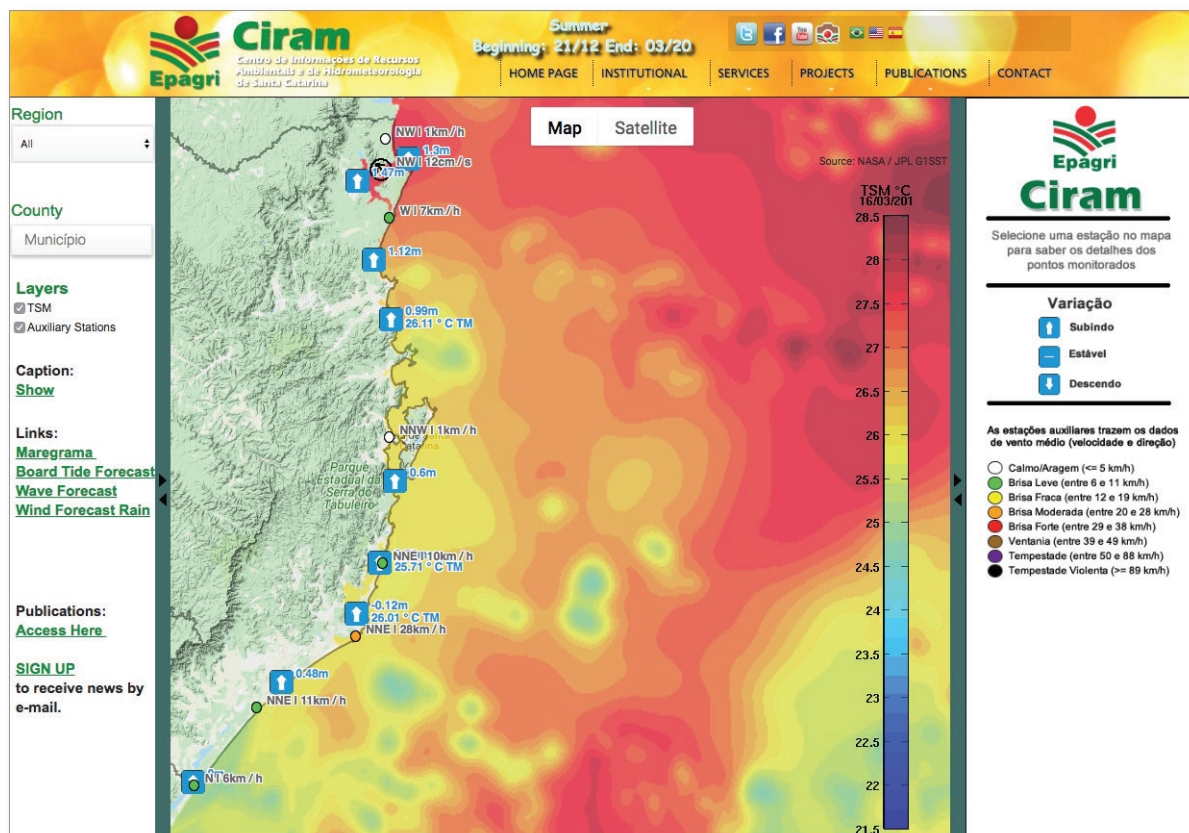 Epagri
Ciram
Centro de Informações de Recursos
Ambientais e de Hidrometeorologia
de Santa Catarina
Summer
Beginning: 21/12 End: 03/20
You
Tube
HOME PAGE
INSTITUTIONAL
SERVICES
PROJECTS
PUBLICATIONS
CONTACT
Region
All
County
Município
Layers
TSM
Auxiliary Stations
Caption:
Show
Links:
Maregrama
Board Tide Forecast
Wave Forecast
Wind Forecast Rain
Publications:
Access Here
SIGN UP
to receive news by
e-mail.
Map Satellite
Source: NASA / JPL G1SST
NW | 1km / h
1.3m
NW | 12cm / s
1.47m
W | 7km / h
1.12m
0.99m
26.11 ° C TM
NNW | 1km / h
Catarina
Parque
Estadual da
Serra do
Tabuleiro
0.6m
NNE | 10km / h
25.71 ° C TM
-0.12m
26.01 ° C TM
NNE | 28km / h
0.48m
NNE | 11km / h
N | 6km / h
TSM °C
16/03/201
28.5
28
27.5
27
26.5
26
25.5
25
24.5
24
23.5
23
22.5
22
21.5
Epagri
Ciram
Selecione uma estação no mapa
para saber os detalhes dos
pontos monitorados
Variação
Subindo
Estável
Descendo
As estações auxiliares trazem os dados
de vento médio (velocidade e direção)
Calmo/Aragem (<= 5 km/h)
Brisa Leve (entre 6 e 11 km/h)
Brisa Fraca (entre 12 e 19 km/h)
Brisa Moderada (entre 20 e 28 km/h)
Brisa Forte (entre 29 e 38 km/h)
Ventania (entre 39 e 49 km/h)
Tempestade (entre 50 e 88 km/h)
Tempestade Violenta (>= 89 km/h)